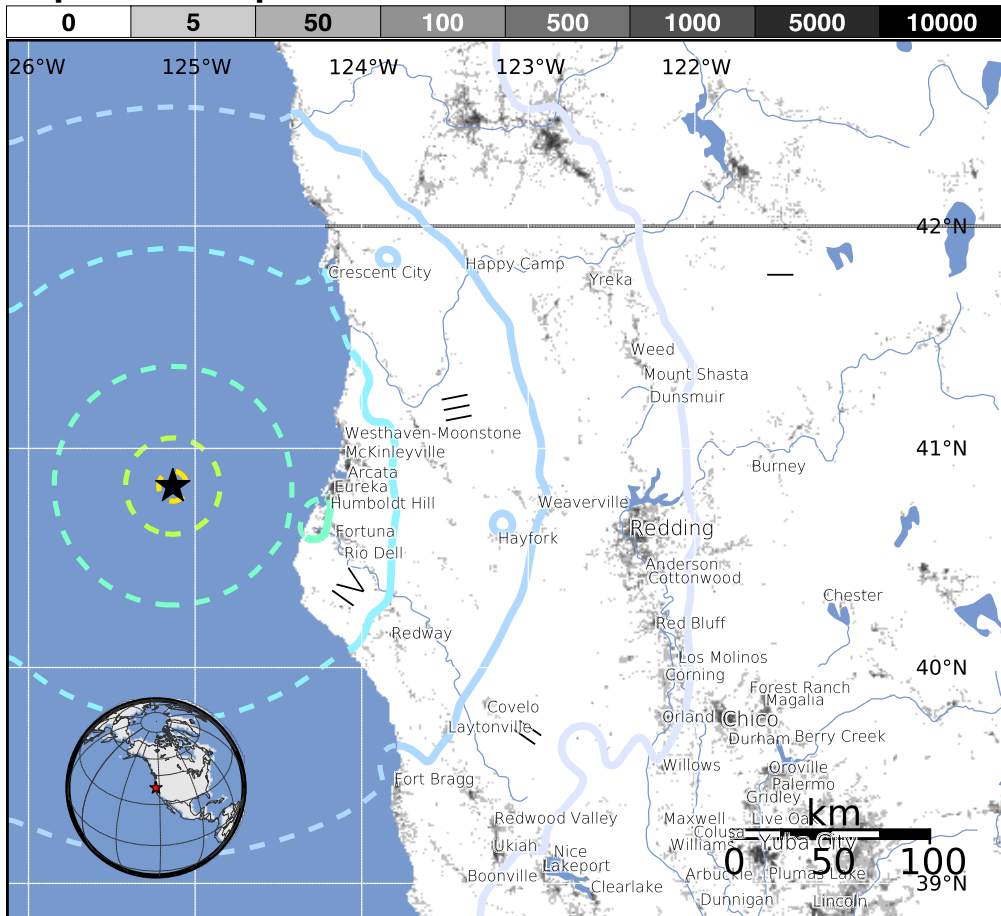 0 5 50 100 500 1000 5000 10000
26°W 125°W 124°W 123°W 122°W
42°N
Crescent City
Happy Camp
Yreka
Weed
Mount Shasta
Dunsmuir
Westhaven-Moonstone
McKinleyville
41°N
Arcata
Burney
Eureka
Humboldt Hill
Weaverville
Fortuna
Redding
Hayfork
Rio Dell
Anderson
Cottonwood
Chester
Redway
Red Bluff
Los Molinos
40°N
Corning
Forest Ranch
Magalia
Covelo
Laytonville
Orland
Chico
Durham
Berry Creek
Willows
Oroville
Fort Bragg
Palermo
Gridley
km
Redwood Valley
Maxwell
Live Oa
Colusa
Ukiah
Williams
Yuba City
Nice
Lakeport
0 50 100
Boonville
Arbuckle
Plumas Lake
39°N
Clearlake
Dunnigan
Lincoln